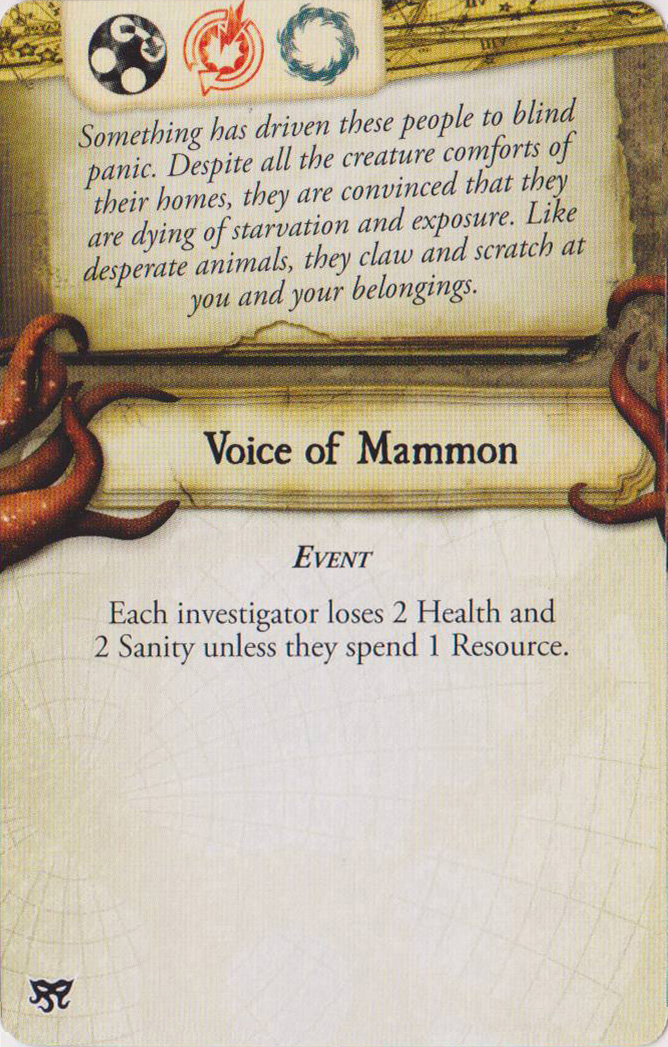 Something has driven these people to blind
panic. Despite all the creature comforts of
their homes, they are convinced that they
are dying of starvation and exposure. Like
desperate animals, they claw and scratch at
you and your belongings.
Voice of Mammon
EVENT
Each investigator loses 2 Health and
2 Sanity unless they spend 1 Resource.